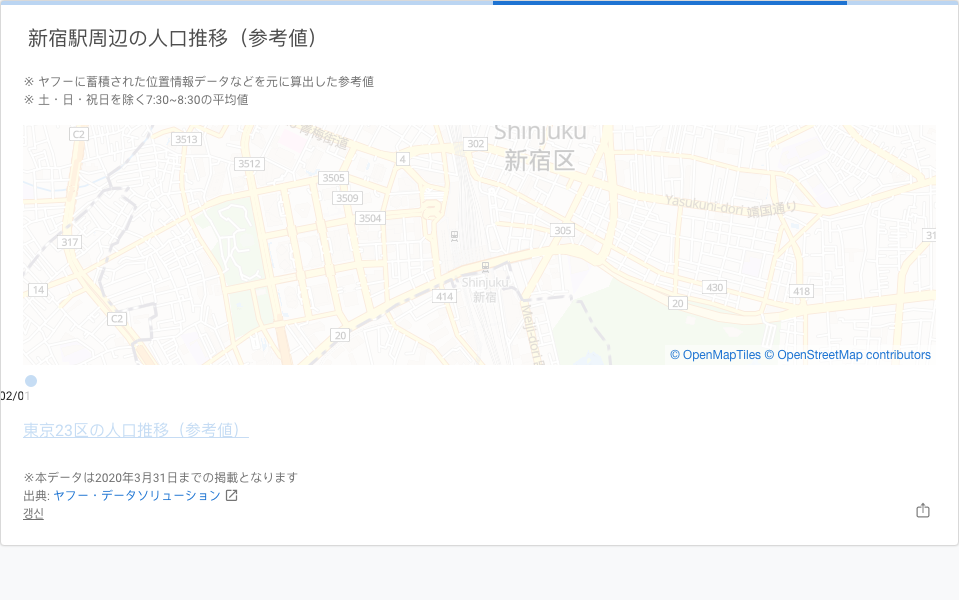 新宿駅周辺の人口推移（参考値）
※ ヤフーに蓄積された位置情報データなどを元に算出した参考値
※ 土・日・祝日を除く7:30~8:30の平均値
C2
3513
青梅街道
302
Shinjuku
新宿区
3512
4
3505
3509
3504
Yasukuni-dori 靖国通り
317
305
31
14
Shinjuku
新宿
414
430
418
20
C2
20
Meiji-dori
© OpenMapTiles © OpenStreetMap contributors
02/01
東京23区の人口推移（参考値）
※本データは2020年3月31日までの掲載となります
出典: ヤフー・データソリューション
갱신